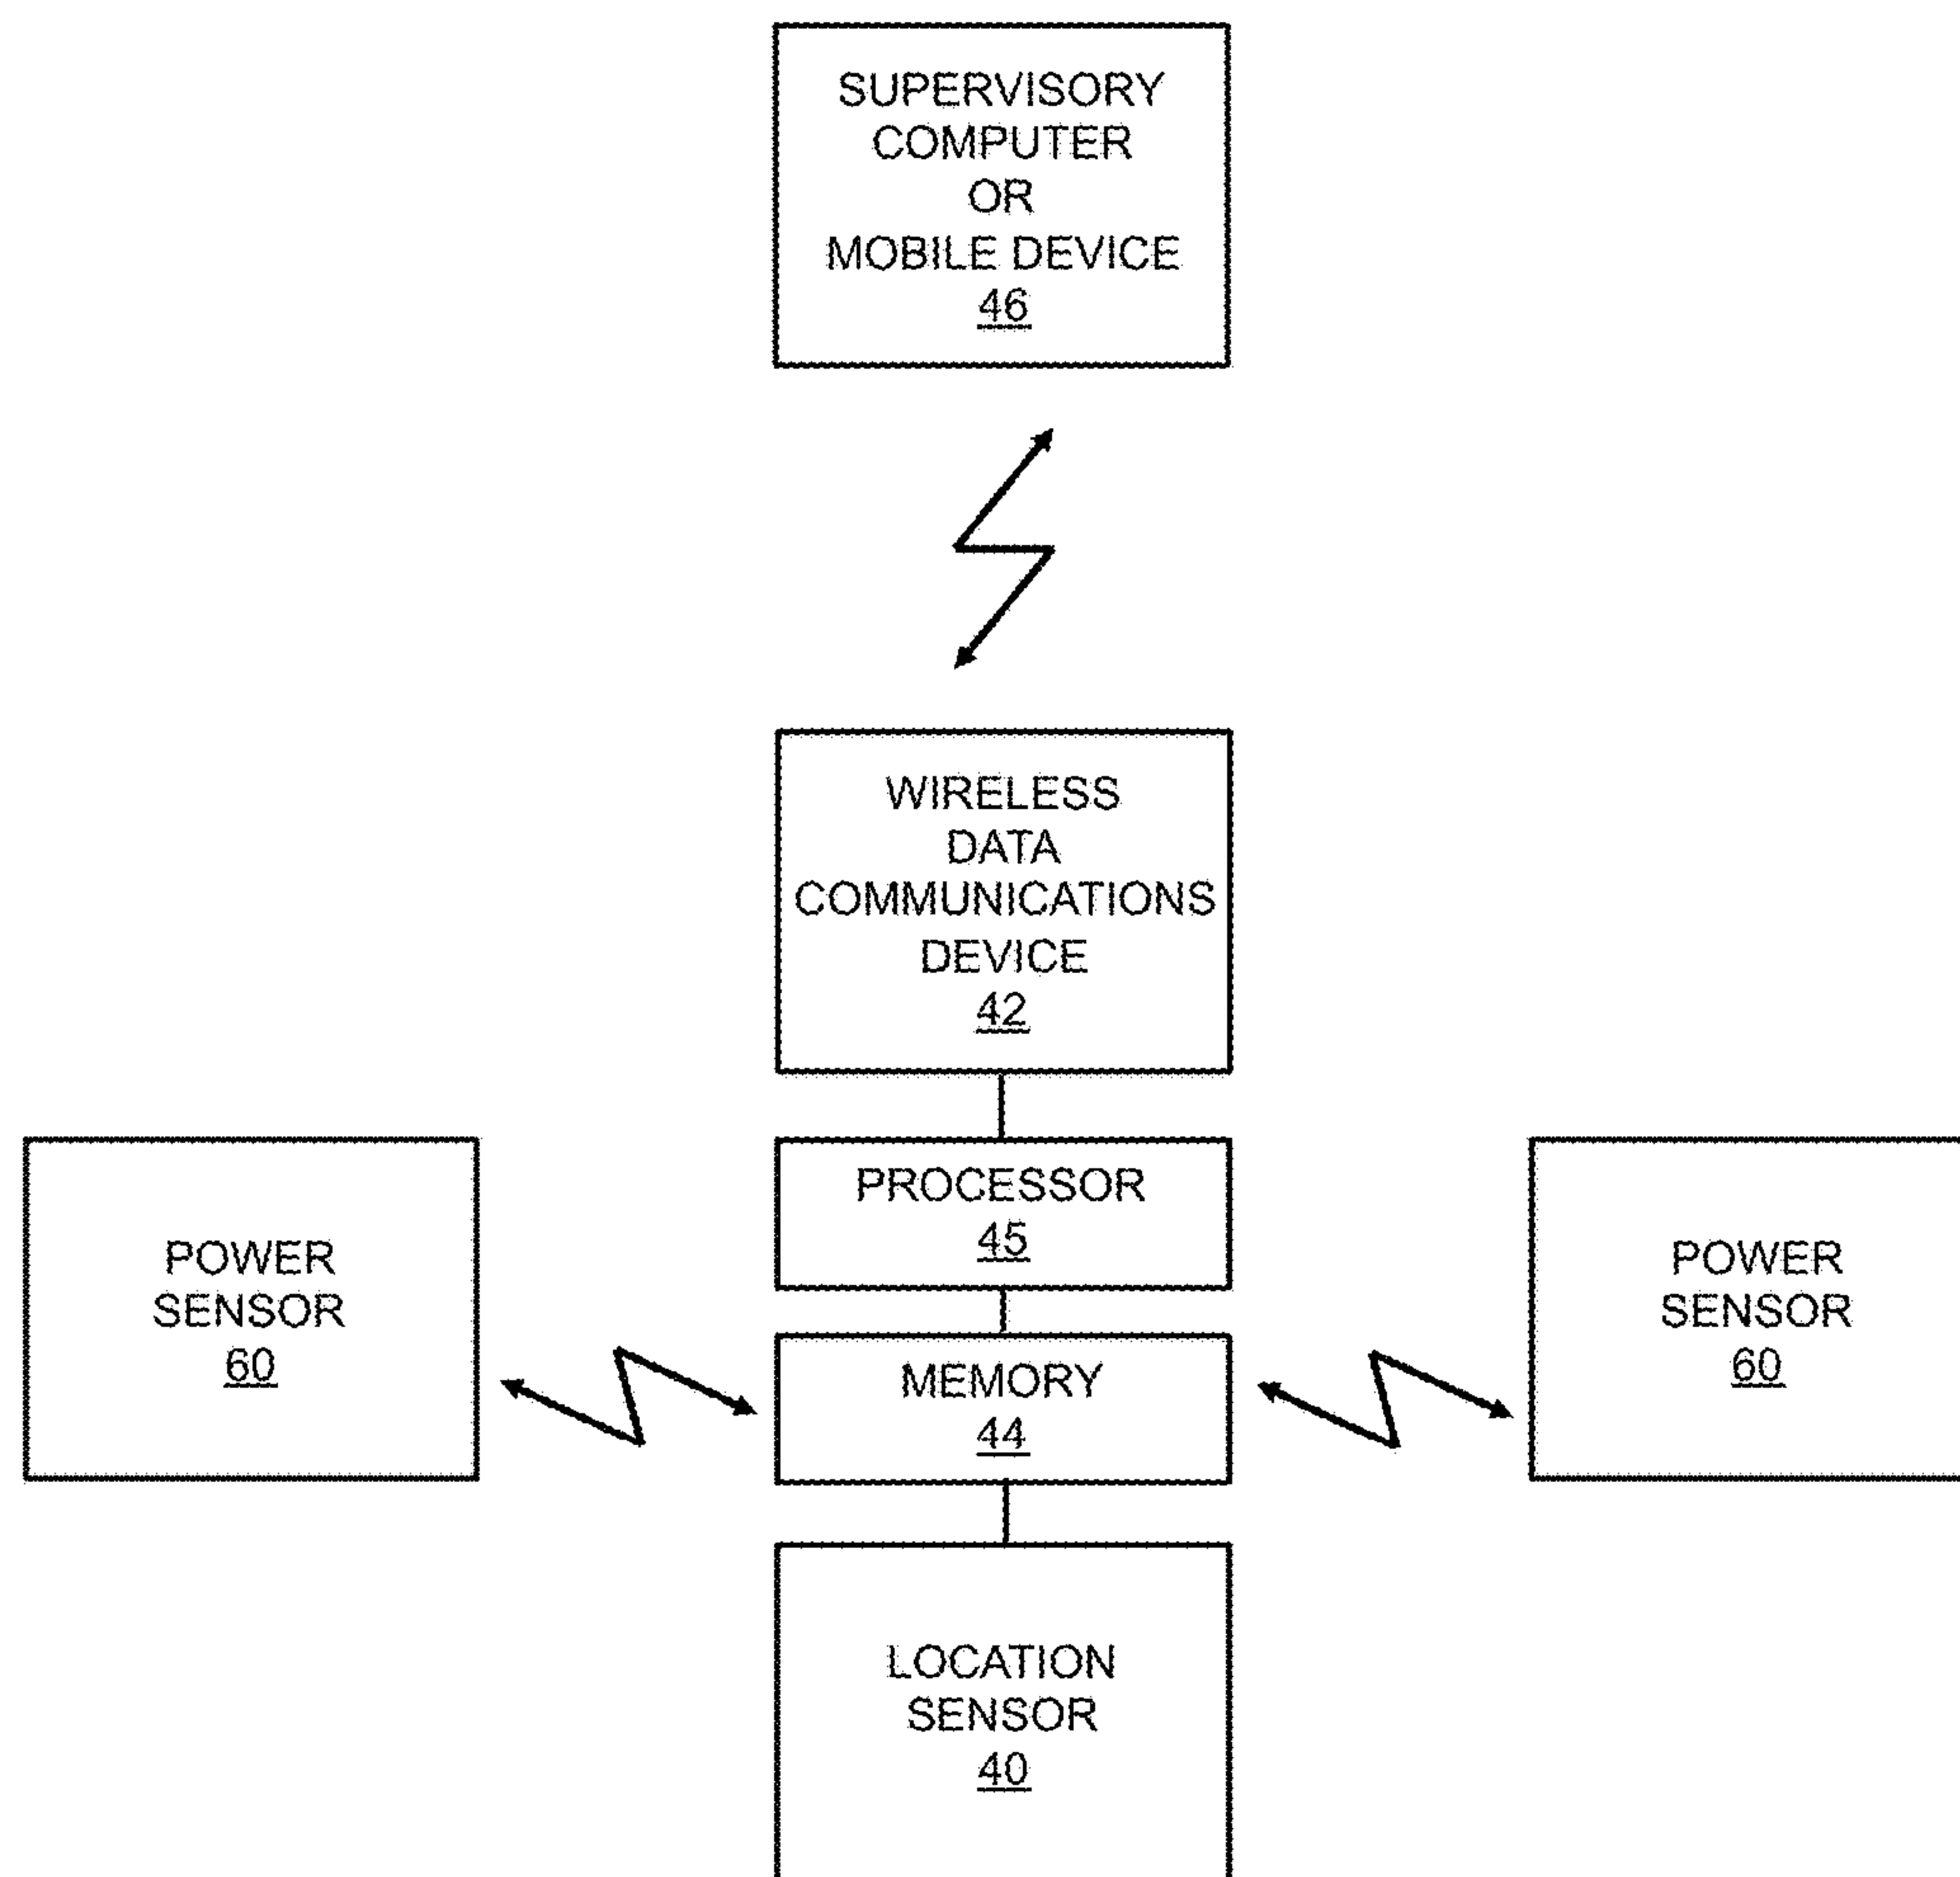 SUPERVISORY
COMPUTER
OR
MOBILE DEVICE
46
WIRELESS
DATA
COMMUNICATIONS
DEVICE
42
PROCESSOR
45
POWER
SENSOR
60
MEMORY
44
POWER
SENSOR
60
LOCATION
SENSOR
40